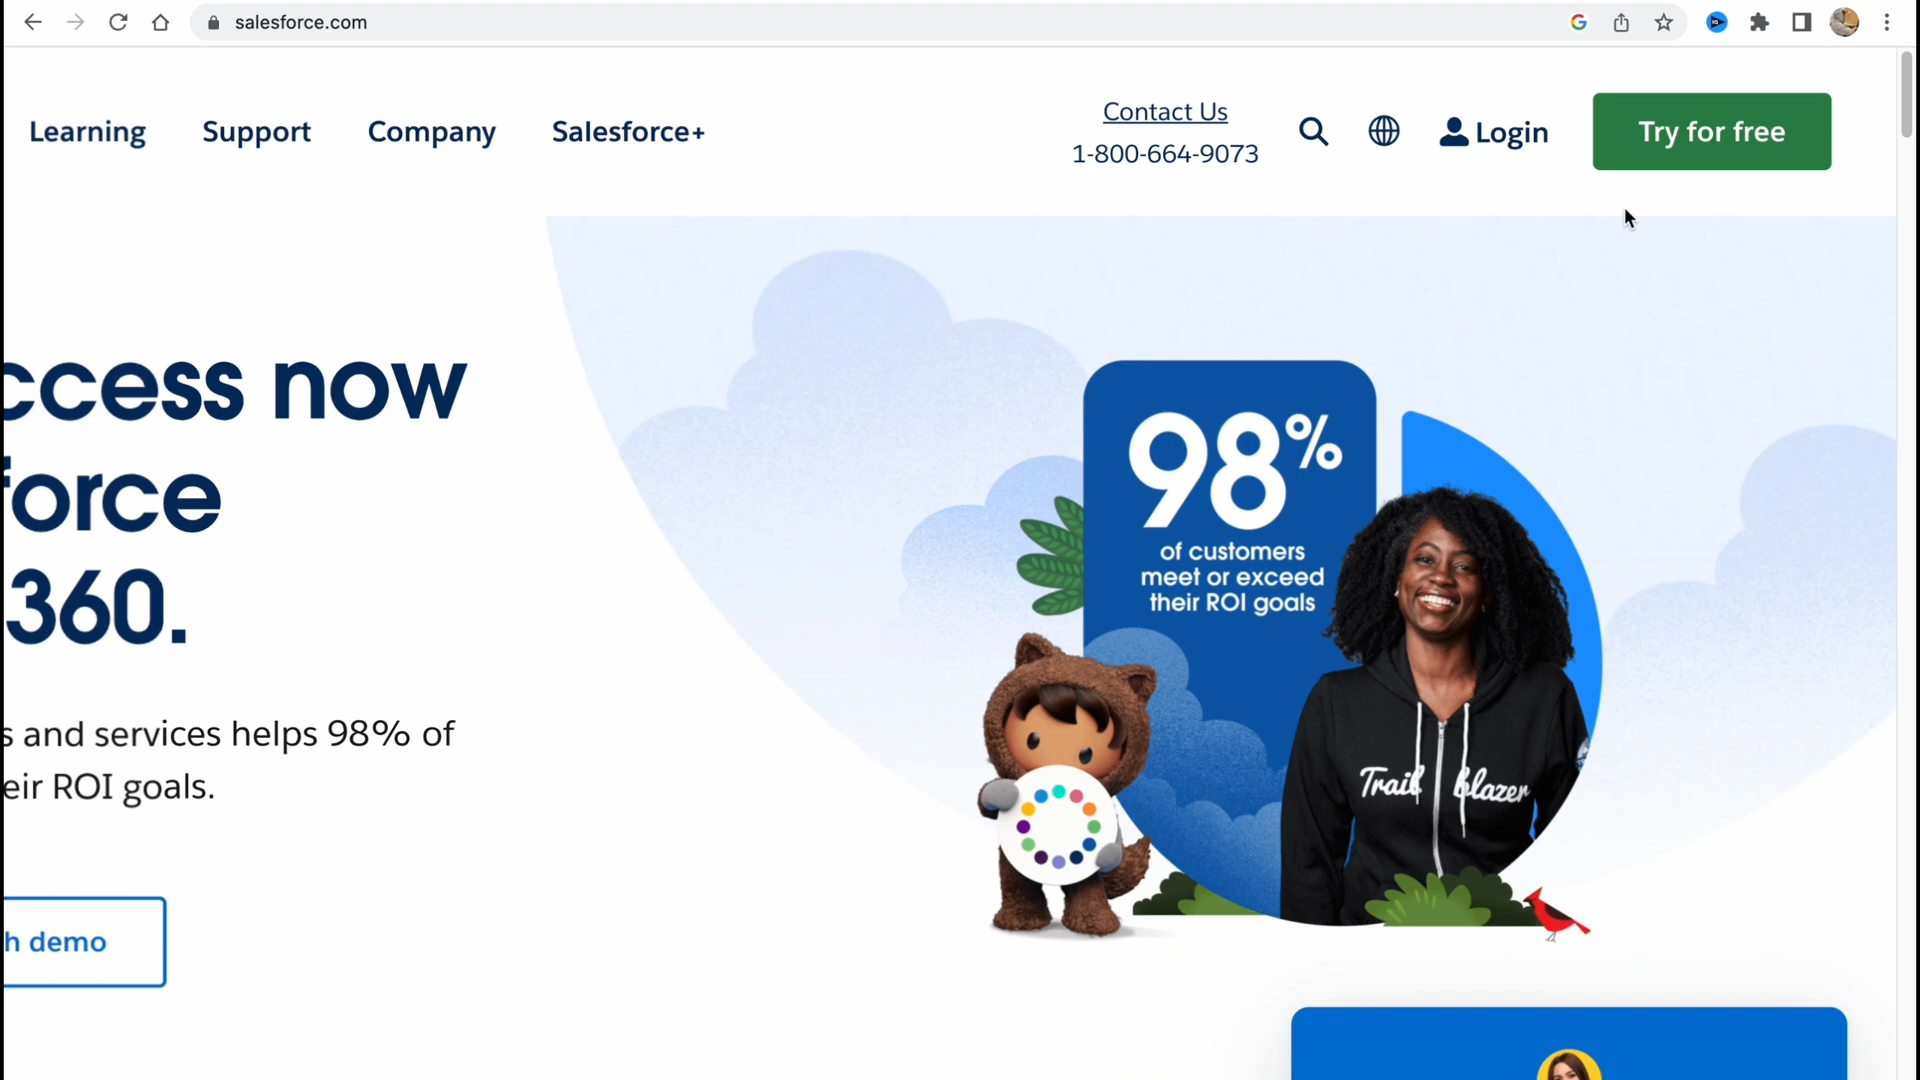 salesforce.com
Learning
Support
Company
Salesforce+
Contact Us
1-800-664-9073
Login
Try for free
ccess now
force
360.
s and services helps 98% of
eir ROI goals.
h demo
98%
of customers
meet or exceed
their ROI goals
Trail blazer